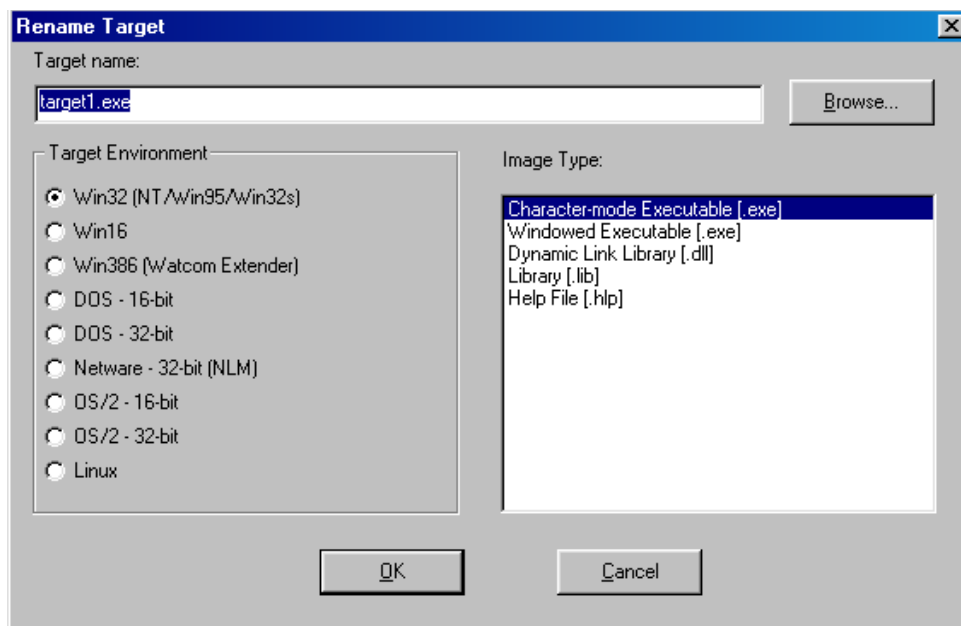 Rename Target
Target name:
target1.exe
Browse...
Target Environment
Win32 (NT/Win95/Win32s)
Win16
Win386 (Watcom Extender)
DOS - 16-bit
DOS - 32-bit
Netware - 32-bit (NLM)
OS/2 - 16-bit
OS/2 - 32-bit
Linux
Image Type:
Character-mode Executable [.exe]
Windowed Executable [.exe]
Dynamic Link Library [.dll]
Library [.lib]
Help File [.hlp]
OK
Cancel